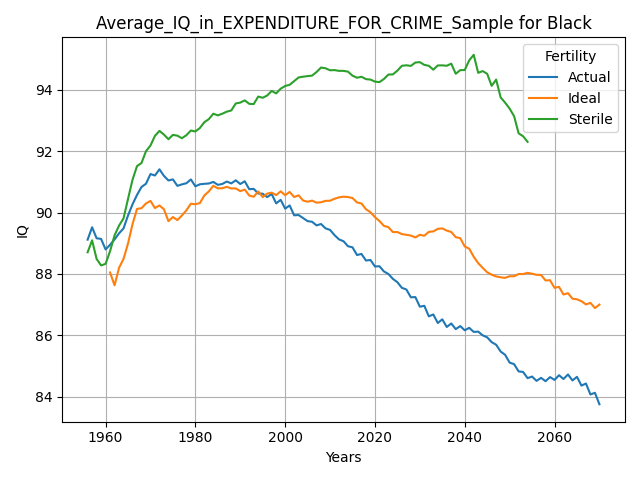 Average_IQ_in_EXPENDITURE_FOR_CRIME_Sample for Black
Fertility
Actual
Ideal
Sterile
IQ
94
92
90
88
86
84
1960
1980
2000
2020
2040
2060
Years